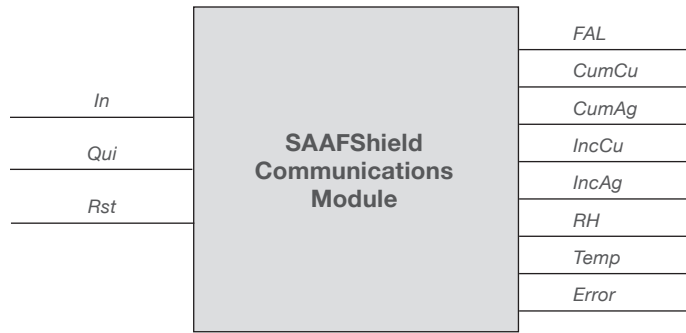 In
Qui
Rst
SAAFShield
Communications
Module
FAL
CumCu
CumAg
IncCu
IncAg
RH
Temp
Error